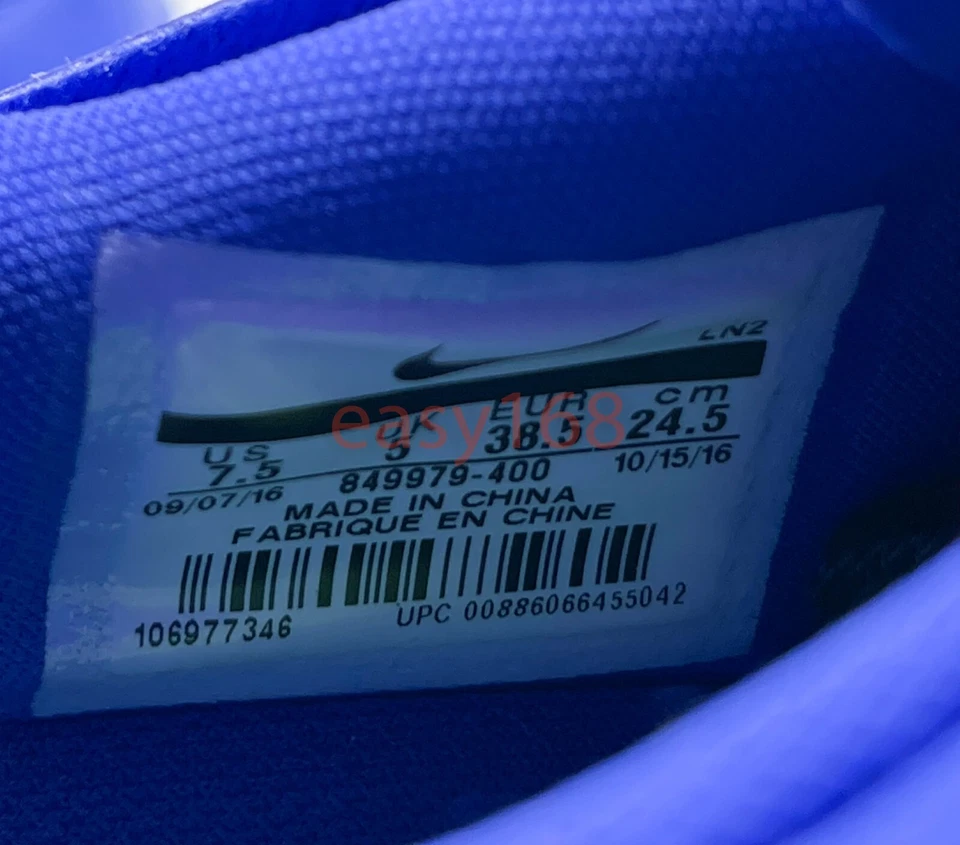 LN2
US UK EUR cm
7.5 5 38.5 24.5
09/07/16 849979-400 10/15/16
MADE IN CHINA
FABRIQUE EN CHINE
106977346 UPC 00886066455042
easy168